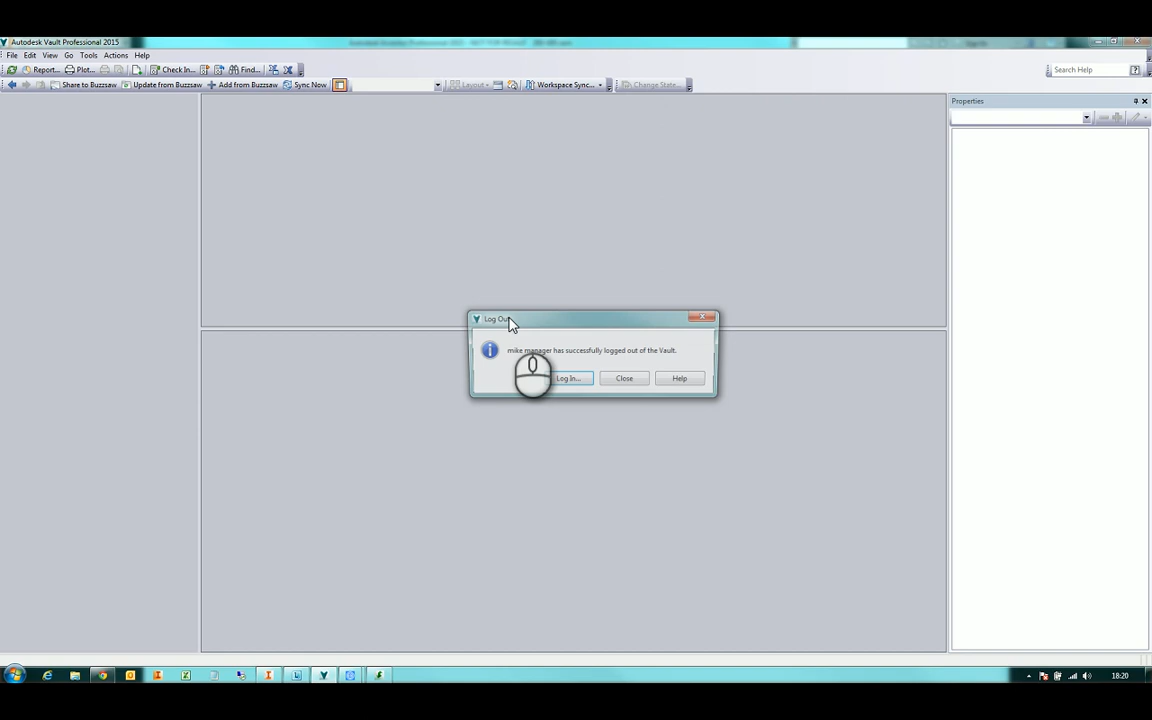 Autodesk Vault Professional 2015
File Edit View Go Tools Actions Help
Report... Plot... Check In... Find... Search Help
Share to Buzzsaw Update from Buzzsaw Add from Buzzsaw Sync Now Layout Workspace Sync... Change State...
Properties
Log Out
mike manager has successfully logged out of the Vault.
Log In... Close Help
18:20